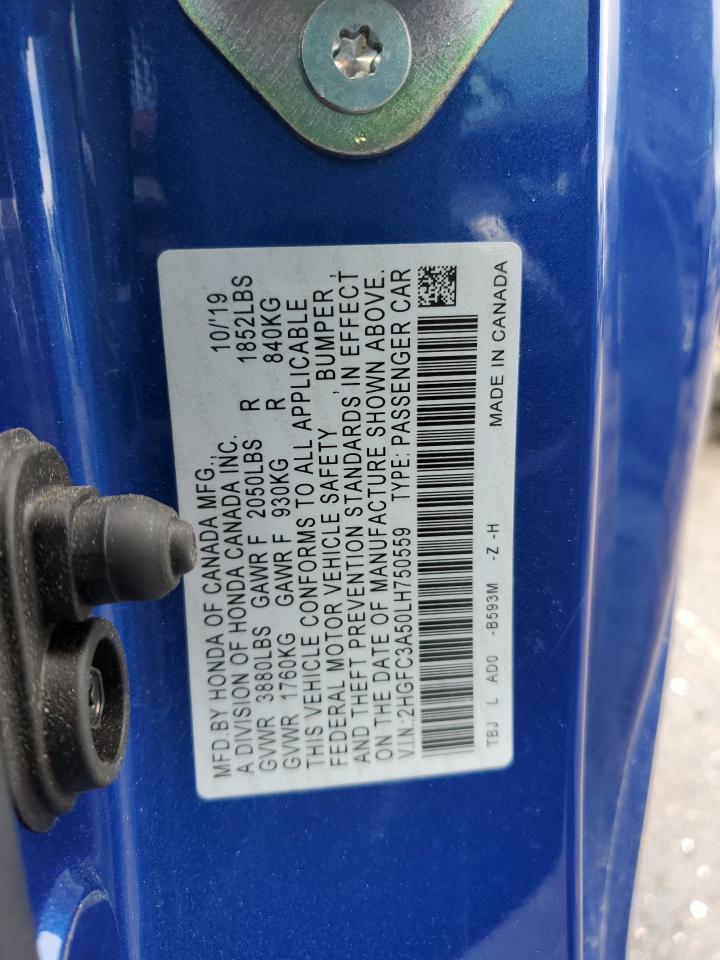 MFD.BY HONDA OF CANADA MFG., 10/'19
A DIVISION OF HONDA CANADA INC.
GVWR 3880LBS GAWR F 2050LBS R 1852LBS
GVWR 1760KG GAWR F 930KG R 840KG
THIS VEHICLE CONFORMS TO ALL APPLICABLE
FEDERAL MOTOR VEHICLE SAFETY , BUMPER ,
AND THEFT PREVENTION STANDARDS IN EFFECT
ON THE DATE OF MANUFACTURE SHOWN ABOVE.
V.I.N.:2HGFC3A50LH750559 TYPE: PASSENGER CAR
TBJ L AD0 -B593M -Z -H MADE IN CANADA